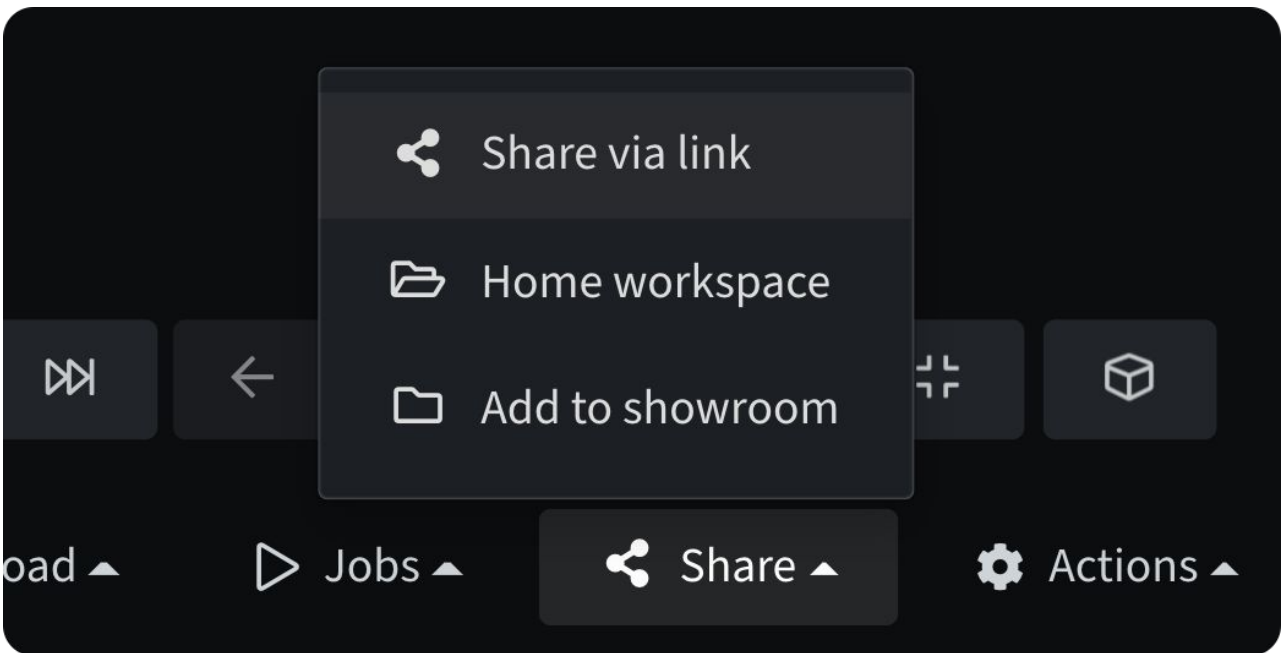 Share via link
Home workspace
Add to showroom
oad
Jobs
Share
Actions